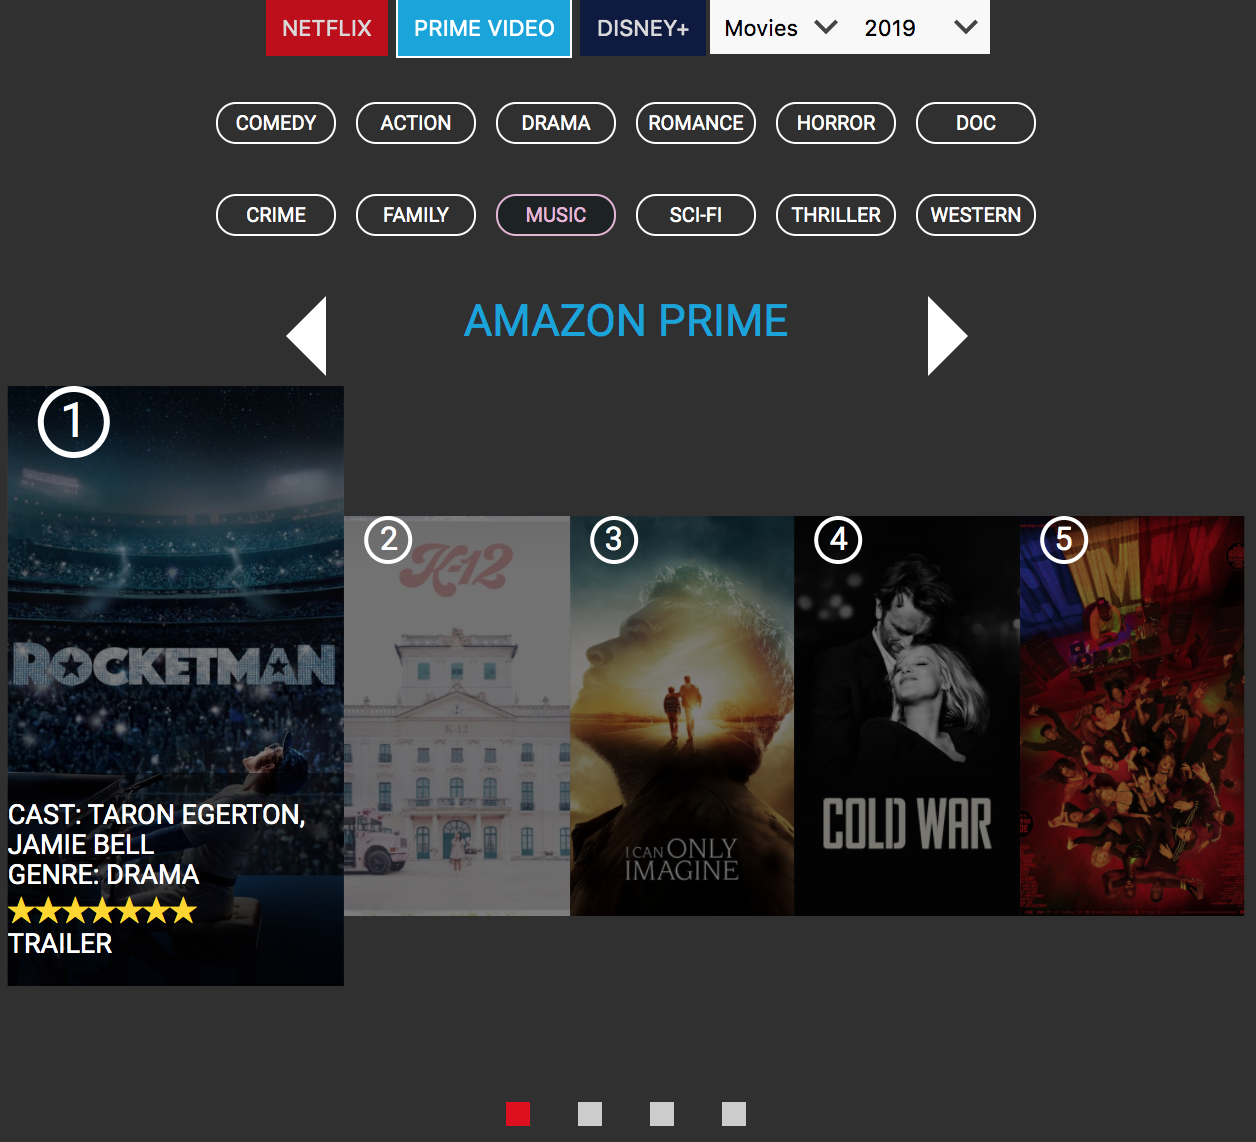 NETFLIX PRIME VIDEO DISNEY+ Movies 2019
COMEDY ACTION DRAMA ROMANCE HORROR DOC
CRIME FAMILY MUSIC SCI-FI THRILLER WESTERN
AMAZON PRIME
1
ROCKETMAN
CAST: TARON EGERTON,
JAMIE BELL
GENRE: DRAMA
TRAILER
2
K-12
K-12
3
I CAN ONLY
IMAGINE
4
COLD WAR
5